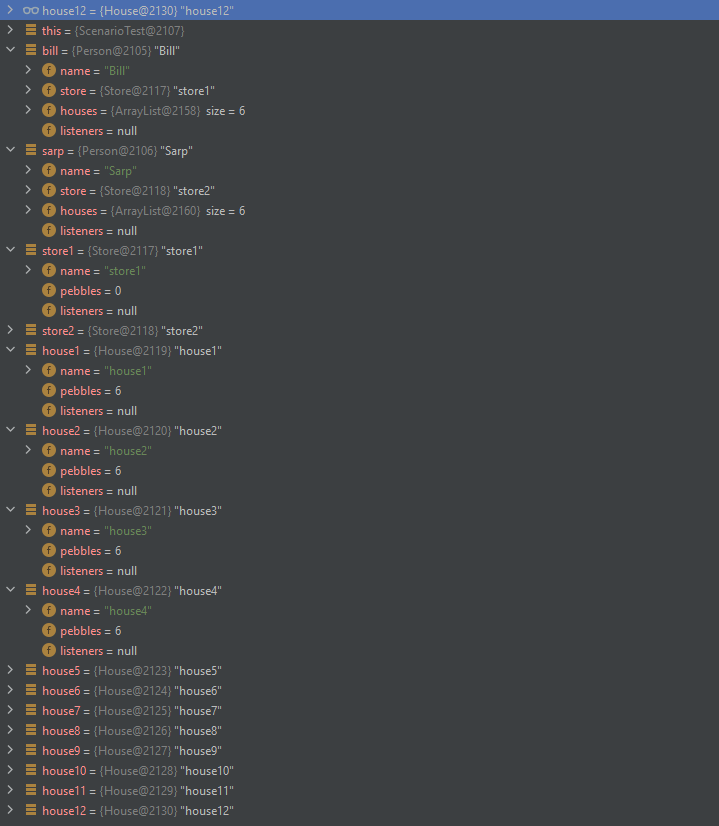 house12 = {House@2130} "house12"
this = {ScenarioTest@2107}
bill = {Person@2105} "Bill"
f name = "Bill"
f store = {Store@2117} "store1"
f houses = {ArrayList@2158} size = 6
f listeners = null
sarp = {Person@2106} "Sarp"
f name = "Sarp"
f store = {Store@2118} "store2"
f houses = {ArrayList@2160} size = 6
f listeners = null
store1 = {Store@2117} "store1"
f name = "store1"
f pebbles = 0
f listeners = null
store2 = {Store@2118} "store2"
house1 = {House@2119} "house1"
f name = "house1"
f pebbles = 6
f listeners = null
house2 = {House@2120} "house2"
f name = "house2"
f pebbles = 6
f listeners = null
house3 = {House@2121} "house3"
f name = "house3"
f pebbles = 6
f listeners = null
house4 = {House@2122} "house4"
f name = "house4"
f pebbles = 6
f listeners = null
house5 = {House@2123} "house5"
house6 = {House@2124} "house6"
house7 = {House@2125} "house7"
house8 = {House@2126} "house8"
house9 = {House@2127} "house9"
house10 = {House@2128} "house10"
house11 = {House@2129} "house11"
house12 = {House@2130} "house12"